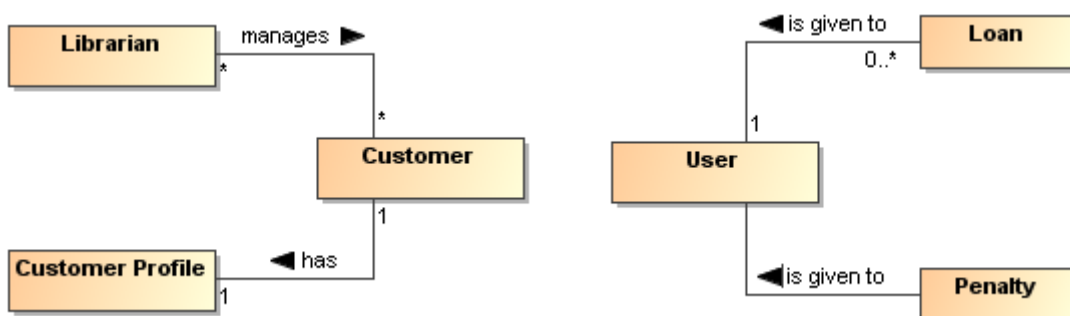 Librarian
manages
*
*
Customer
1
has
Customer Profile
1
is given to
Loan
0..*
1
User
is given to
Penalty